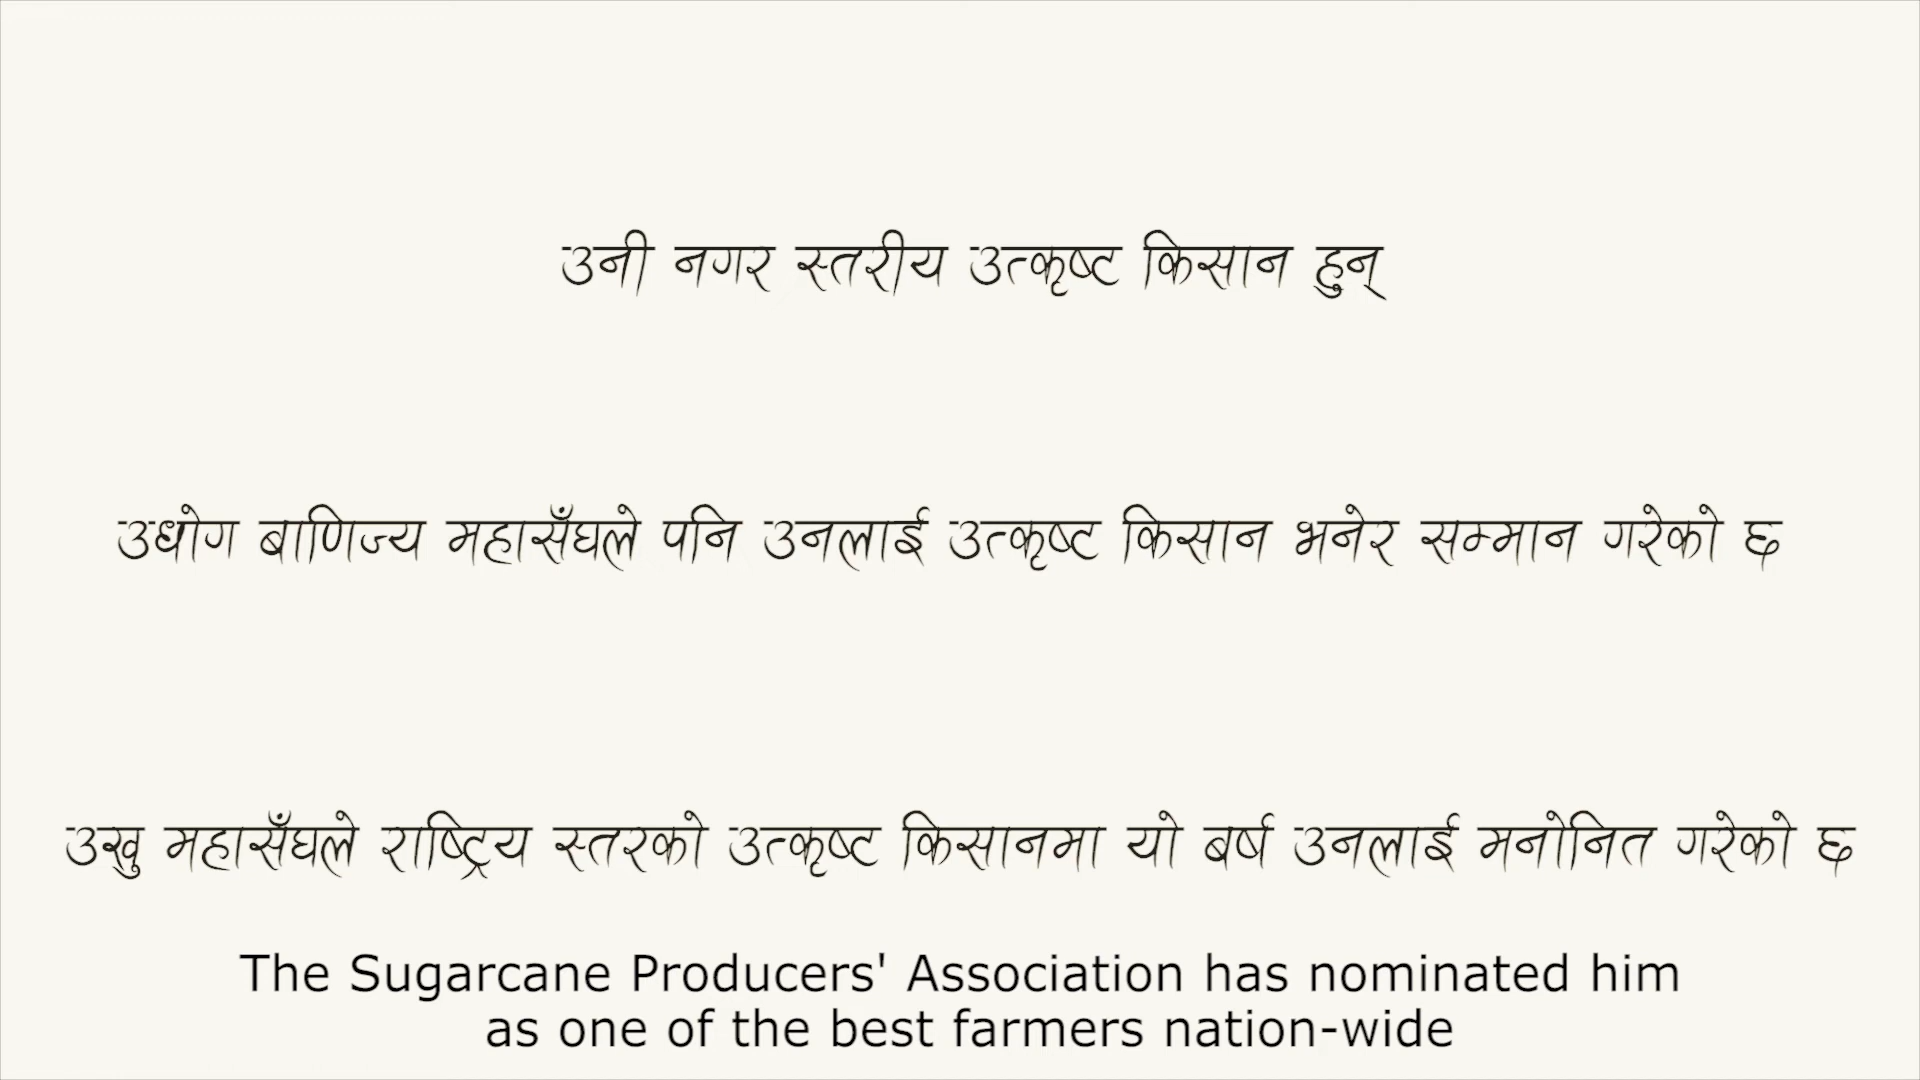 उनी नगर स्तरीय उत्कृष्ट किसान हुन्
उधोग बाणिज्य महासँघले पनि उनलाई उत्कृष्ट किसान भनेर सम्मान गरेको छ
उखु महासँघले राष्ट्रिय स्तरको उत्कृष्ट किसानमा यो बर्ष उनलाई मनोनित गरेको छ
The Sugarcane Producers' Association has nominated him
as one of the best farmers nation-wide